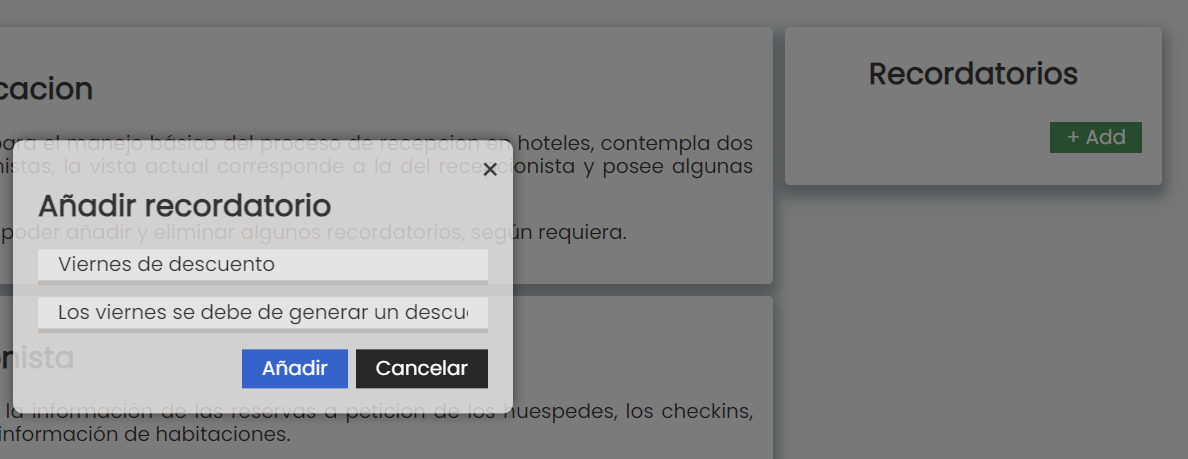 cacion
para el manejo básico del proceso de recepcion en hoteles, contempla dos
nistas, la vista actual corresponde a la del recepcionista y posee algunas
poder añadir y eliminar algunos recordatorios, según requiera.
Recordatorios
+ Add
×
Añadir recordatorio
Viernes de descuento
Los viernes se debe de generar un descu
Añadir
Cancelar
onista
la información de las reservas a peticion de los huespedes, los checkins,
información de habitaciones.